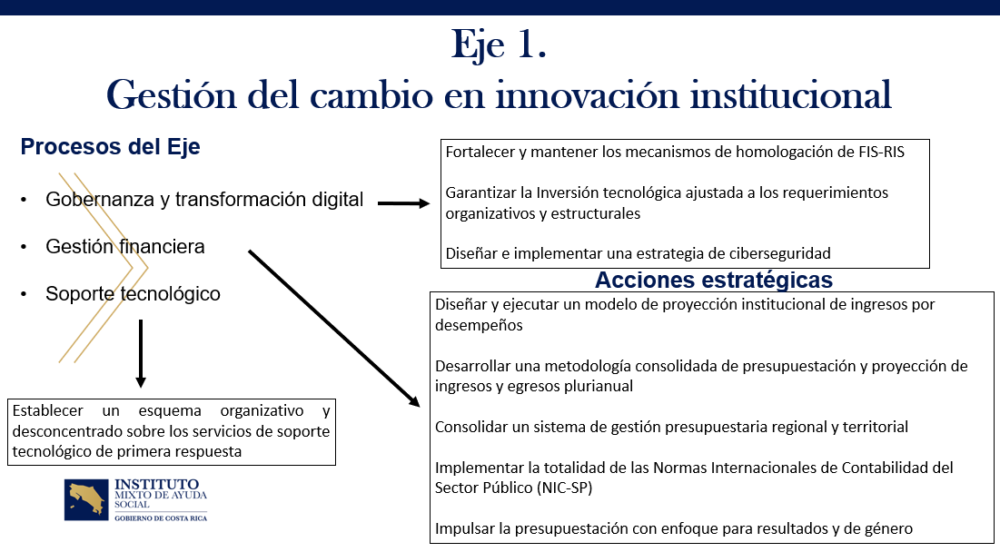 Eje 1.
Gestión del cambio en innovación institucional
Procesos del Eje
• Gobernanza y transformación digital
• Gestión financiera
• Soporte tecnológico
Fortalecer y mantener los mecanismos de homologación de FIS-RIS
Garantizar la Inversión tecnológica ajustada a los requerimientos
organizativos y estructurales
Diseñar e implementar una estrategia de ciberseguridad
Acciones estratégicas
Diseñar y ejecutar un modelo de proyección institucional de ingresos por
desempeños
Desarrollar una metodología consolidada de presupuestación y proyección de
ingresos y egresos plurianual
Consolidar un sistema de gestión presupuestaria regional y territorial
Implementar la totalidad de las Normas Internacionales de Contabilidad del
Sector Público (NIC-SP)
Impulsar la presupuestación con enfoque para resultados y de género
Establecer un esquema organizativo y
desconcentrado sobre los servicios de soporte
tecnológico de primera respuesta
INSTITUTO
MIXTO DE AYUDA
SOCIAL
GOBIERNO DE COSTA RICA